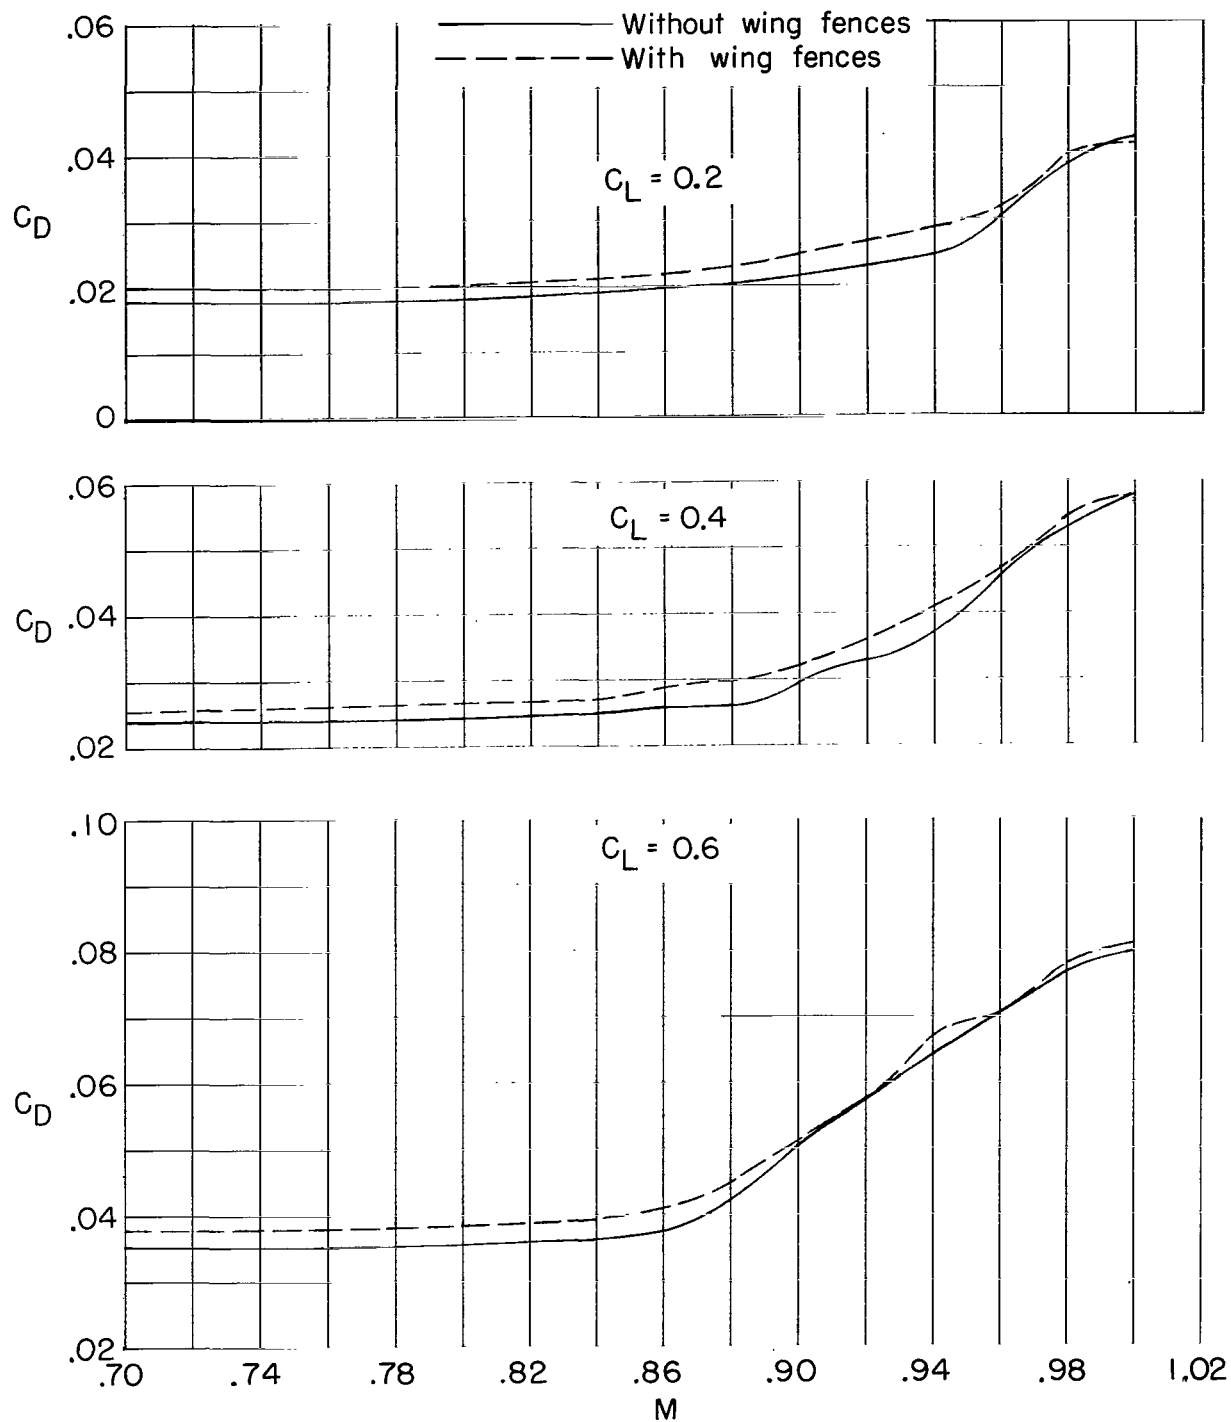 Without wing fences
With wing fences
.06
.04
C_D
.02
0
C_L = 0.2
.06
.04
C_D
.02
C_L = 0.4
.10
.08
.06
C_D
.04
.02
C_L = 0.6
.70 .74 .78 .82 .86 .90 .94 .98 1.02
M